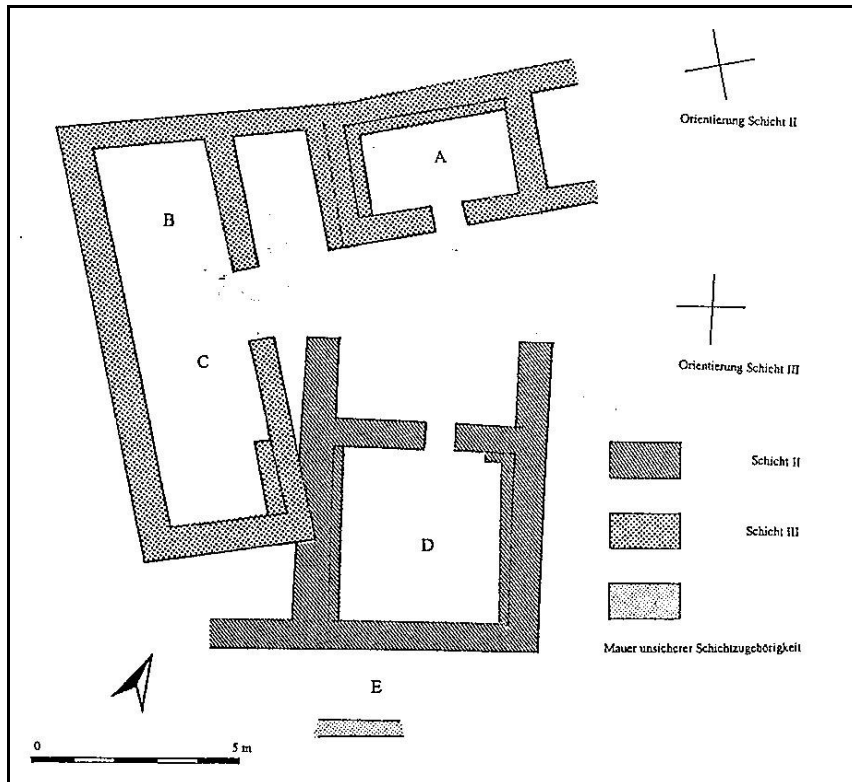 A
Orientierung Schicht II
B
C
Orientierung Schicht III
Schicht II
Schicht III
D
Mauer unsicherer Schichtzugehörigkeit
E
0
5 m